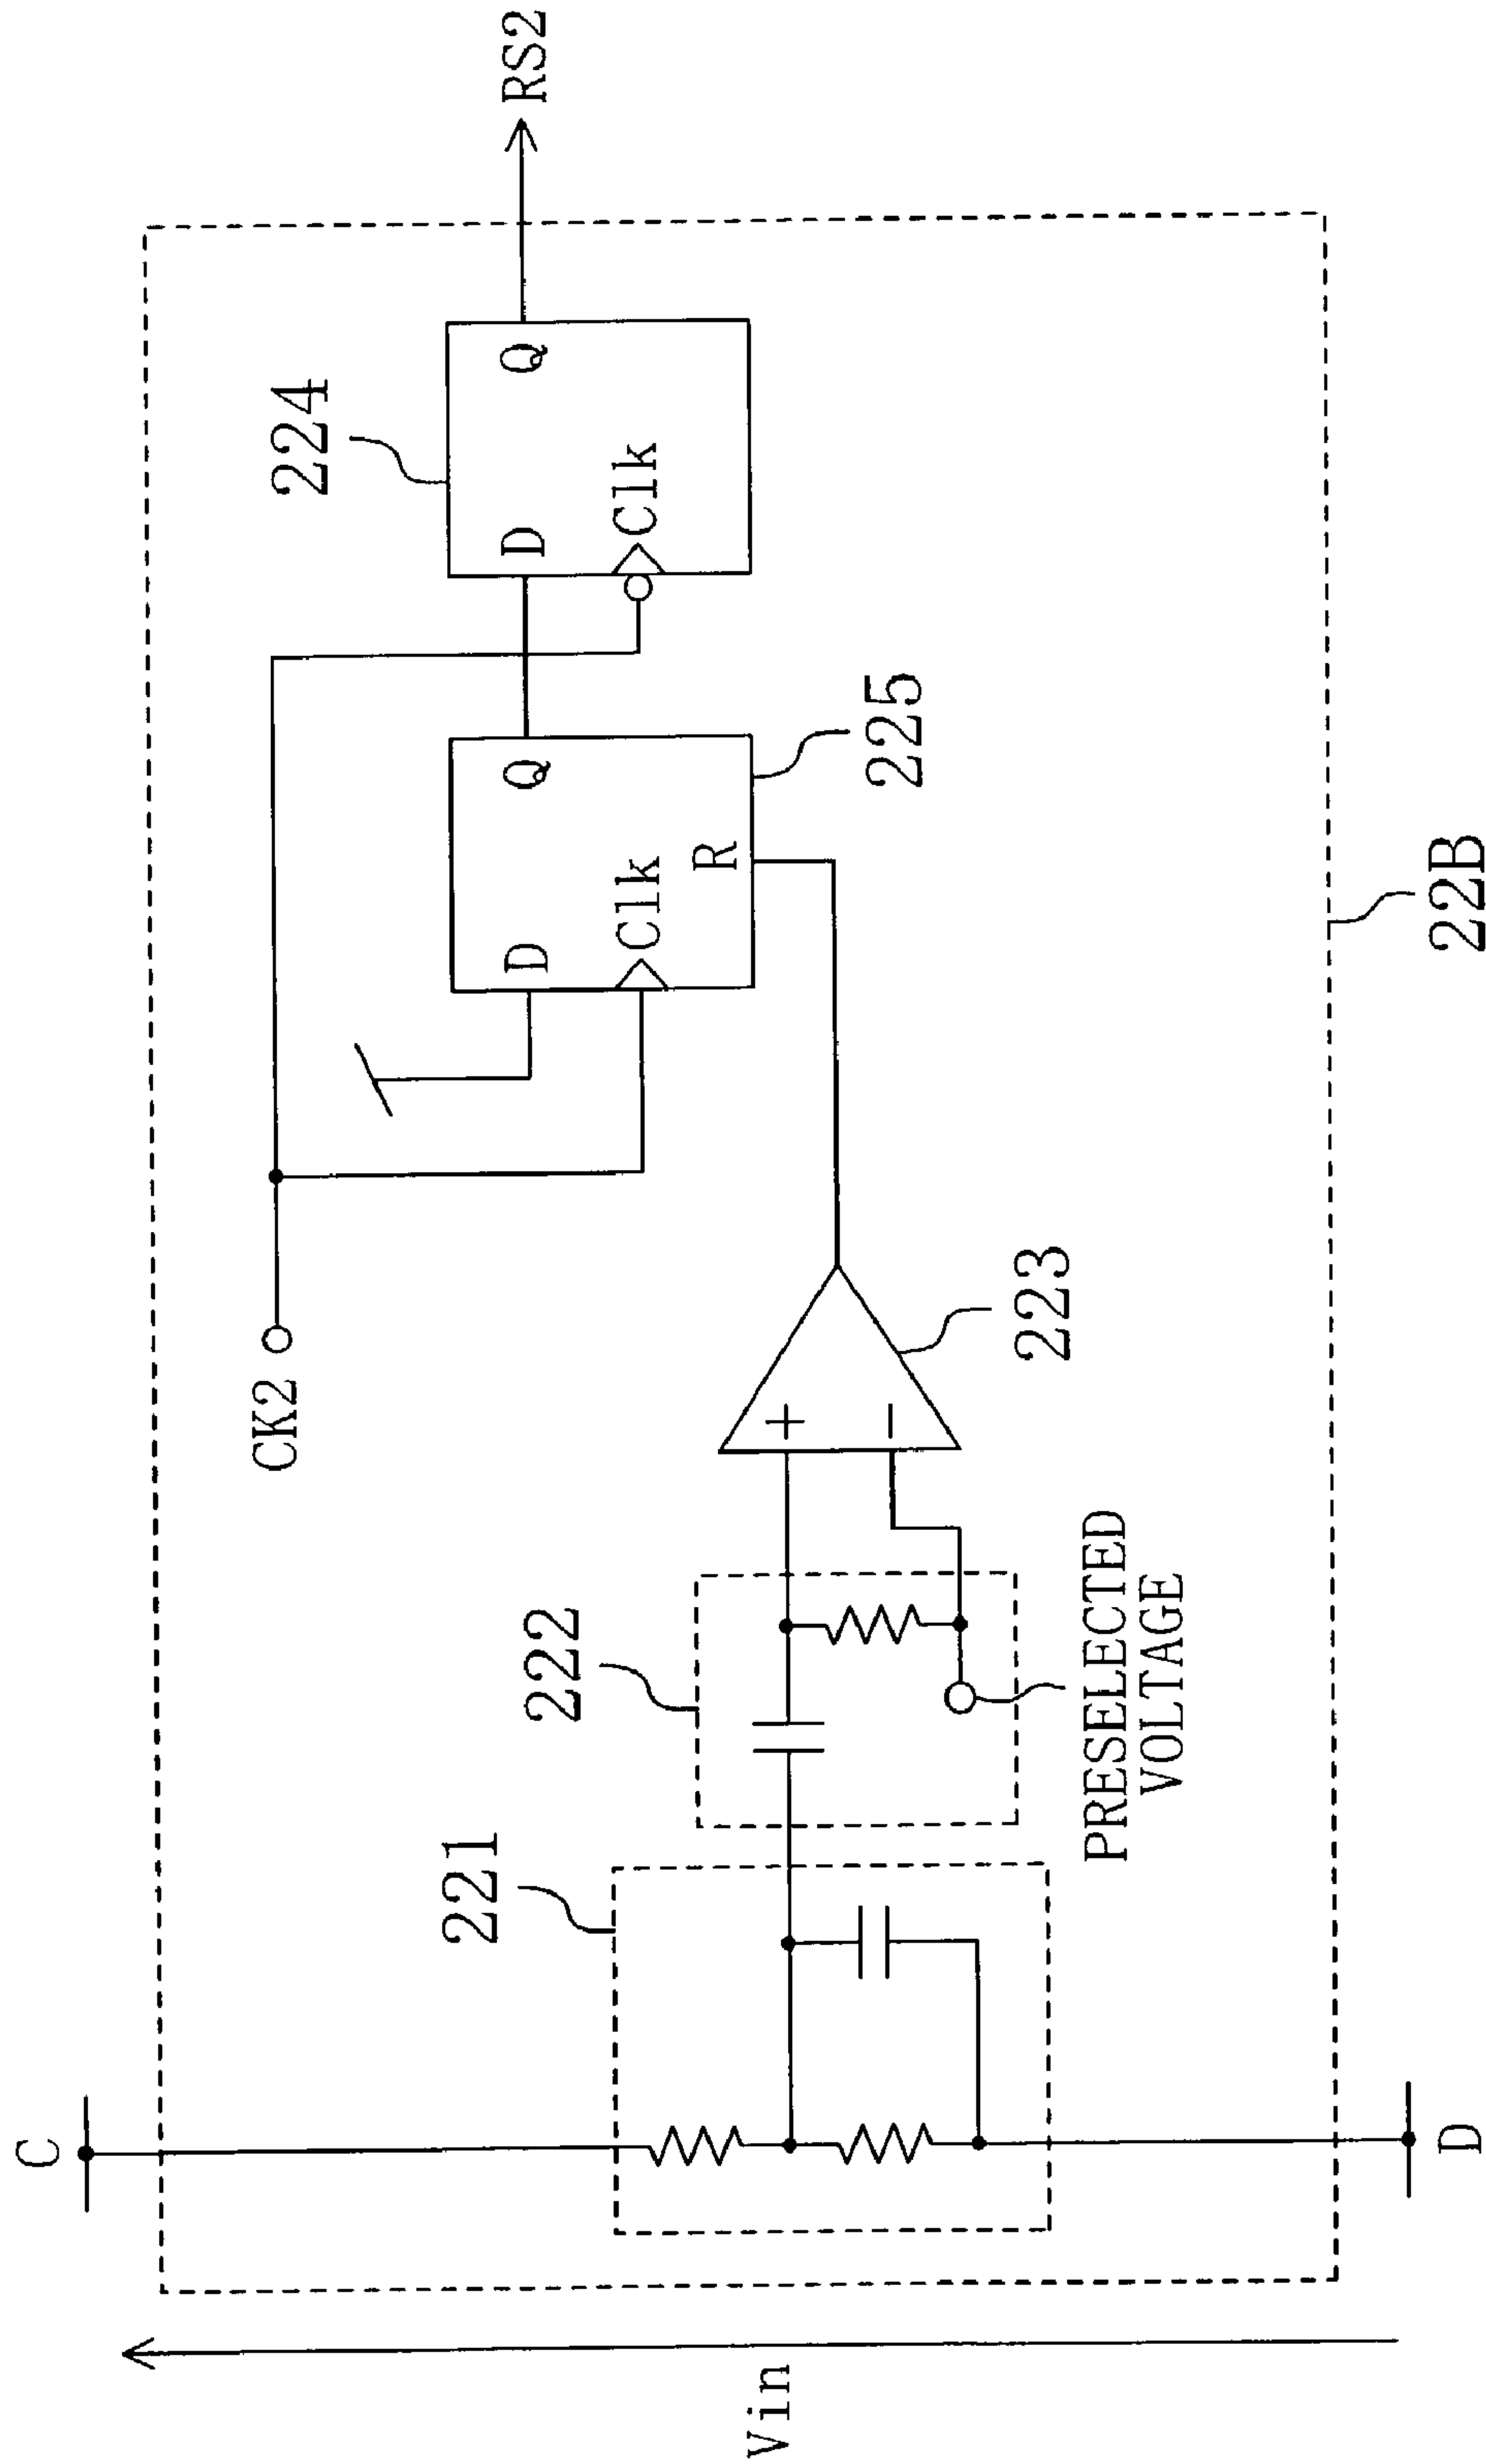 C
Vin
D
221
222
PRESELECTED
VOLTAGE
+
−
223
CK2
D
Clk
Q
R
225
D
Clk
Q
224
RS2
22B